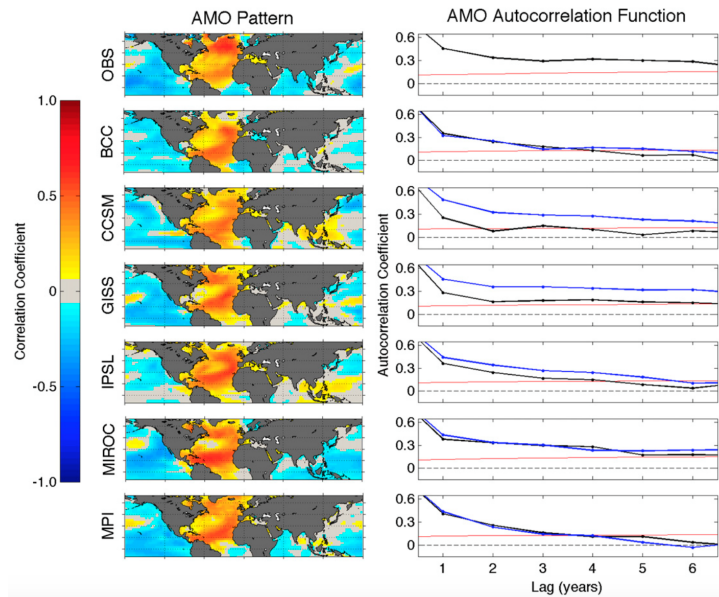 AMO Pattern
AMO Autocorrelation Function
Correlation Coefficient
1.0
0.5
0
-0.5
-1.0
OBS
BCC
CCSM
GISS
IPSL
MIROC
MPI
Autocorrelation Coefficient
0.6
0.3
0
0.6
0.3
0
0.6
0.3
0
0.6
0.3
0
0.6
0.3
0
0.6
0.3
0
0.6
0.3
0
1 2 3 4 5 6
Lag (years)